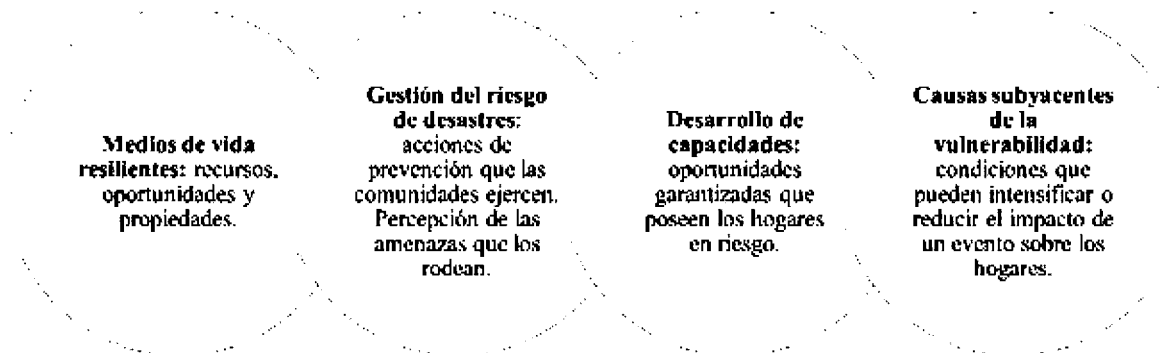 Medios de vida
resilientes: recursos,
oportunidades y
propiedades.
Gestión del riesgo
de desastres:
acciones de
prevención que las
comunidades ejercen.
Percepción de las
amenazas que los
rodean.
Desarrollo de
capacidades:
oportunidades
garantizadas que
poseen los hogares
en riesgo.
Causas subyacentes
de la
vulnerabilidad:
condiciones que
pueden intensificar o
reducir el impacto de
un evento sobre los
hogares.